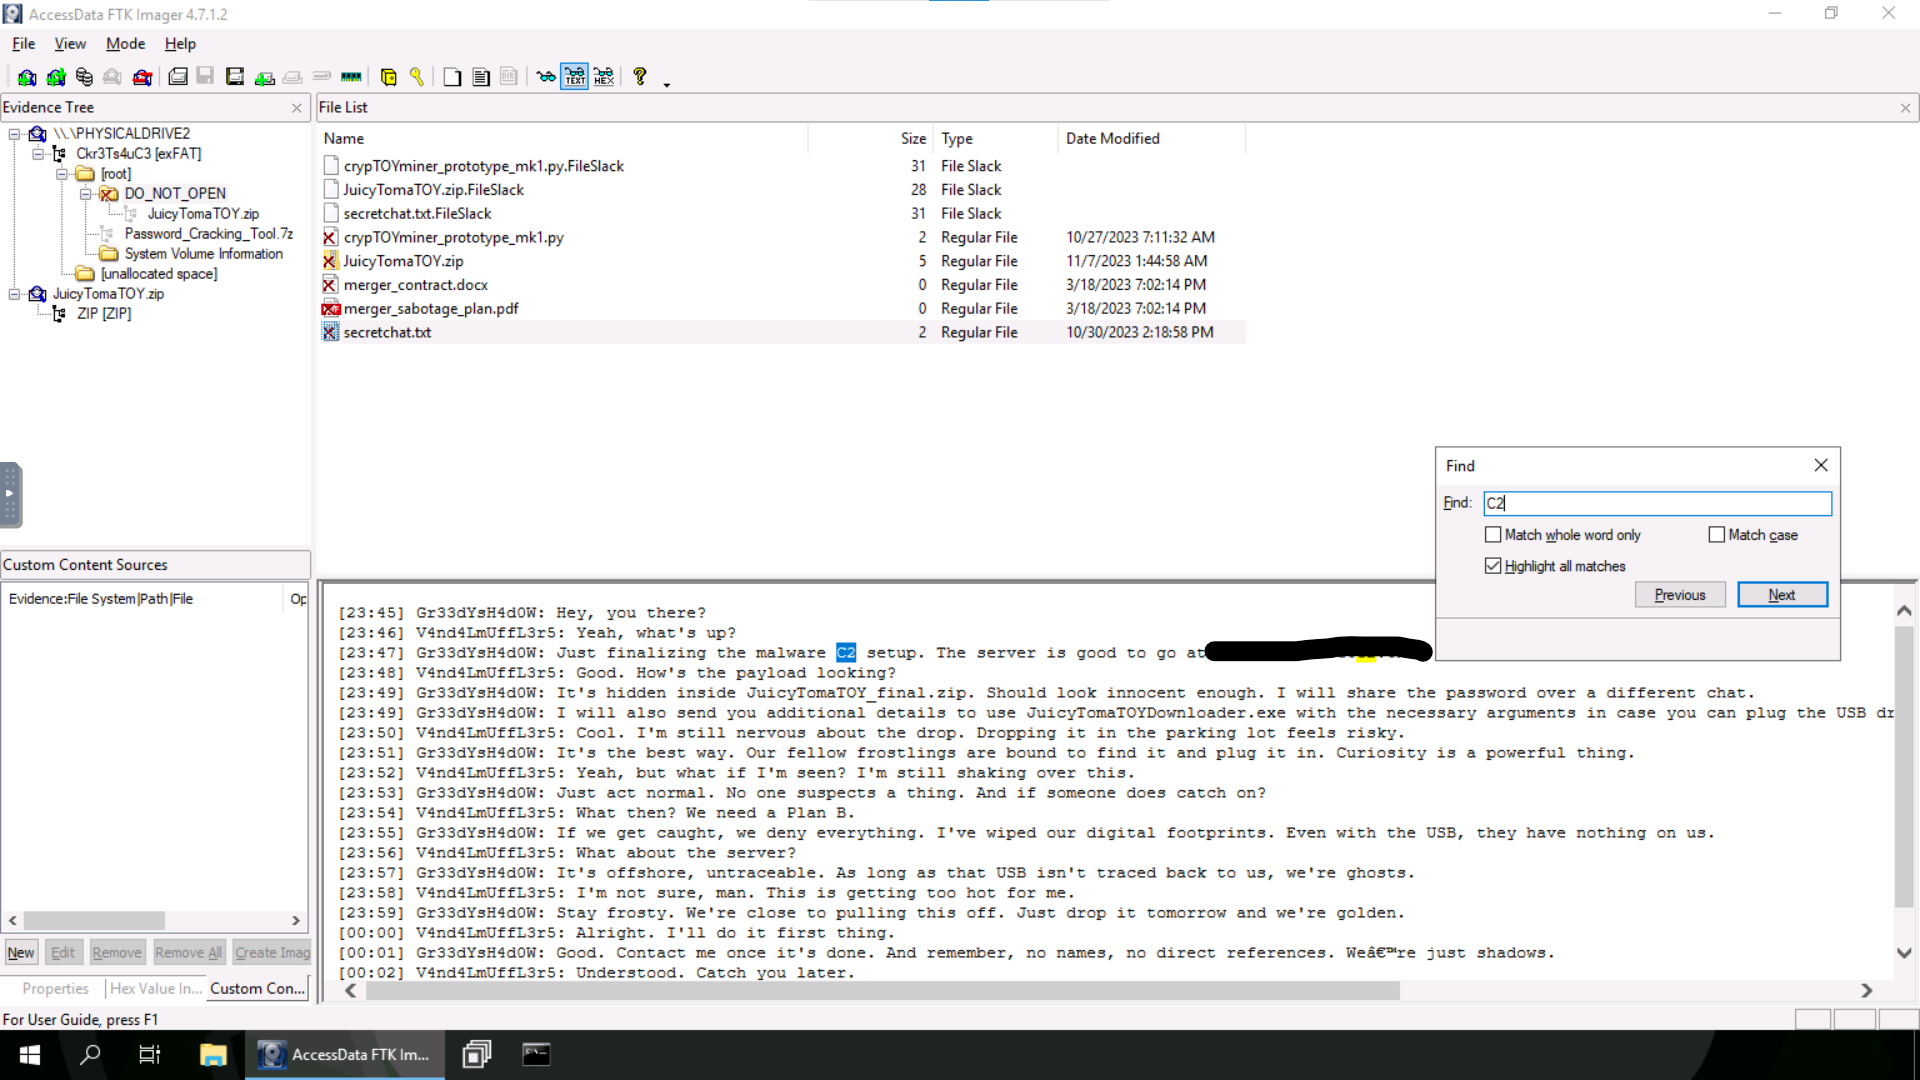 AccessData FTK Imager 4.7.1.2
File View Mode Help
TEXT HEX
Evidence Tree
\\.\PHYSICALDRIVE2
Ckr3Ts4uC3 [exFAT]
[root]
DO_NOT_OPEN
JuicyTomaTOY.zip
Password_Cracking_Tool.7z
System Volume Information
[unallocated space]
JuicyTomaTOY.zip
ZIP [ZIP]
File List
Name Size Type Date Modified
crypTOYminer_prototype_mk1.py.FileSlack 31 File Slack
JuicyTomaTOY.zip.FileSlack 28 File Slack
secretchat.txt.FileSlack 31 File Slack
crypTOYminer_prototype_mk1.py 2 Regular File 10/27/2023 7:11:32 AM
JuicyTomaTOY.zip 5 Regular File 11/7/2023 1:44:58 AM
merger_contract.docx 0 Regular File 3/18/2023 7:02:14 PM
merger_sabotage_plan.pdf 0 Regular File 3/18/2023 7:02:14 PM
secretchat.txt 2 Regular File 10/30/2023 2:18:58 PM
Find
Find: C2
Match whole word only Match case
Highlight all matches
Previous Next
Custom Content Sources
Evidence:File System|Path|File Op
New Edit Remove Remove All Create Imag
Properties Hex Value In... Custom Con...
[23:45] Gr33dYsH4d0W: Hey, you there?
[23:46] V4nd4LmUffL3r5: Yeah, what's up?
[23:47] Gr33dYsH4d0W: Just finalizing the malware C2 setup. The server is good to go at
[23:48] V4nd4LmUffL3r5: Good. How's the payload looking?
[23:49] Gr33dYsH4d0W: It's hidden inside JuicyTomaTOY_final.zip. Should look innocent enough. I will share the password over a different chat.
[23:49] Gr33dYsH4d0W: I will also send you additional details to use JuicyTomaTOYDownloader.exe with the necessary arguments in case you can plug the USB dr
[23:50] V4nd4LmUffL3r5: Cool. I'm still nervous about the drop. Dropping it in the parking lot feels risky.
[23:51] Gr33dYsH4d0W: It's the best way. Our fellow frostlings are bound to find it and plug it in. Curiosity is a powerful thing.
[23:52] V4nd4LmUffL3r5: Yeah, but what if I'm seen? I'm still shaking over this.
[23:53] Gr33dYsH4d0W: Just act normal. No one suspects a thing. And if someone does catch on?
[23:54] V4nd4LmUffL3r5: What then? We need a Plan B.
[23:55] Gr33dYsH4d0W: If we get caught, we deny everything. I've wiped our digital footprints. Even with the USB, they have nothing on us.
[23:56] V4nd4LmUffL3r5: What about the server?
[23:57] Gr33dYsH4d0W: It's offshore, untraceable. As long as that USB isn't traced back to us, we're ghosts.
[23:58] V4nd4LmUffL3r5: I'm not sure, man. This is getting too hot for me.
[23:59] Gr33dYsH4d0W: Stay frosty. We're close to pulling this off. Just drop it tomorrow and we're golden.
[00:00] V4nd4LmUffL3r5: Alright. I'll do it first thing.
[00:01] Gr33dYsH4d0W: Good. Contact me once it's done. And remember, no names, no direct references. Weâ€™re just shadows.
[00:02] V4nd4LmUffL3r5: Understood. Catch you later.
For User Guide, press F1
AccessData FTK Im...